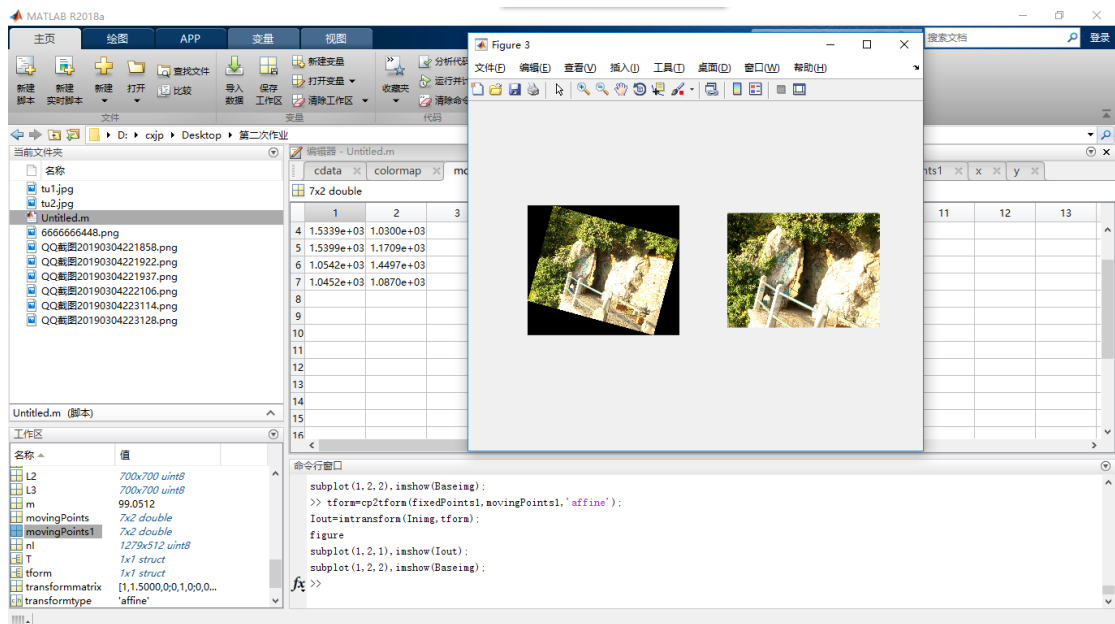 MATLAB R2018a
主页 绘图 APP 变量 视图
搜索文档 登录
新建脚本 新建实时脚本 新建 打开 查找文件 比较
文件
导入数据 保存工作区 新建变量 打开变量 清除工作区
变量
收藏夹 分析代码 清除命令
代码
D: cxjp Desktop 第二次作业
当前文件夹
名称
tu1.jpg
tu2.jpg
Untitled.m
6666666448.png
QQ截图20190304221858.png
QQ截图20190304221922.png
QQ截图20190304221937.png
QQ截图20190304222106.png
QQ截图20190304223114.png
QQ截图20190304223128.png
Untitled.m (脚本)
工作区
名称 值
L2 700x700 uint8
L3 700x700 uint8
m 99.0512
movingPoints 7x2 double
movingPoints1 7x2 double
nl 1279x512 uint8
T 1x1 struct
tform 1x1 struct
transformmatrix [1,1.5000,0;0,1,0;0,0...
transformtype 'affine'
编辑器 - Untitled.m
cdata colormap x y
7x2 double
1 2 3 11 12 13
4 1.5339e+03 1.0300e+03
5 1.5399e+03 1.1709e+03
6 1.0542e+03 1.4497e+03
7 1.0452e+03 1.0870e+03
8
9
10
11
12
13
14
15
16
Figure 3
文件(F) 编辑(E) 查看(V) 插入(I) 工具(T) 桌面(D) 窗口(W) 帮助(H)
命令行窗口
subplot(1,2,2),imshow(Baseimg);
>> tform=cp2tform(fixedPoints1,movingPoints1,'affine');
Iout=imtransform(Inimg,tform);
figure
subplot(1,2,1),imshow(Iout);
subplot(1,2,2),imshow(Baseimg);
fx >>